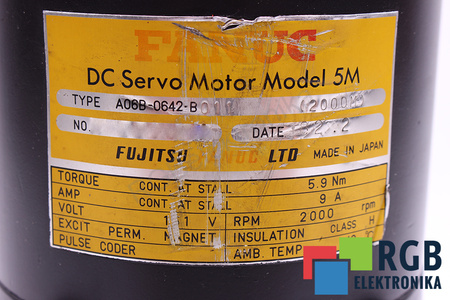 FANUC
DC Servo Motor Model 5M
TYPE A06B-0642-B
NO. DATE
FUJITSU FANUC LTD MADE IN JAPAN
TORQUE CONT. AT STALL 5.9 Nm
AMP CONT. AT STALL 9 A
VOLT V RPM 2000 rpm
EXCIT PERM. MAGNET INSULATION CLASS H
PULSE CODER AMB. TEMP.
RGB
ELEKTRONIKA